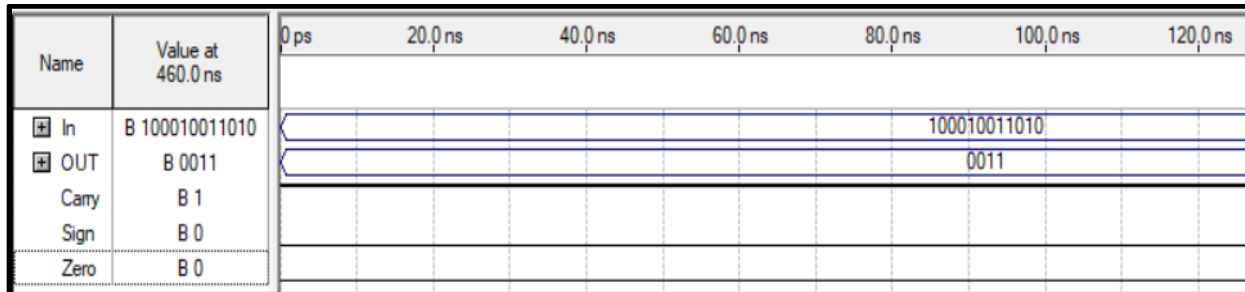 Name
Value at
460.0 ns
0 ps
20.0 ns
40.0 ns
60.0 ns
80.0 ns
100.0 ns
120.0 ns
In
B 100010011010
100010011010
OUT
B 0011
0011
Carry
B 1
Sign
B 0
Zero
B 0